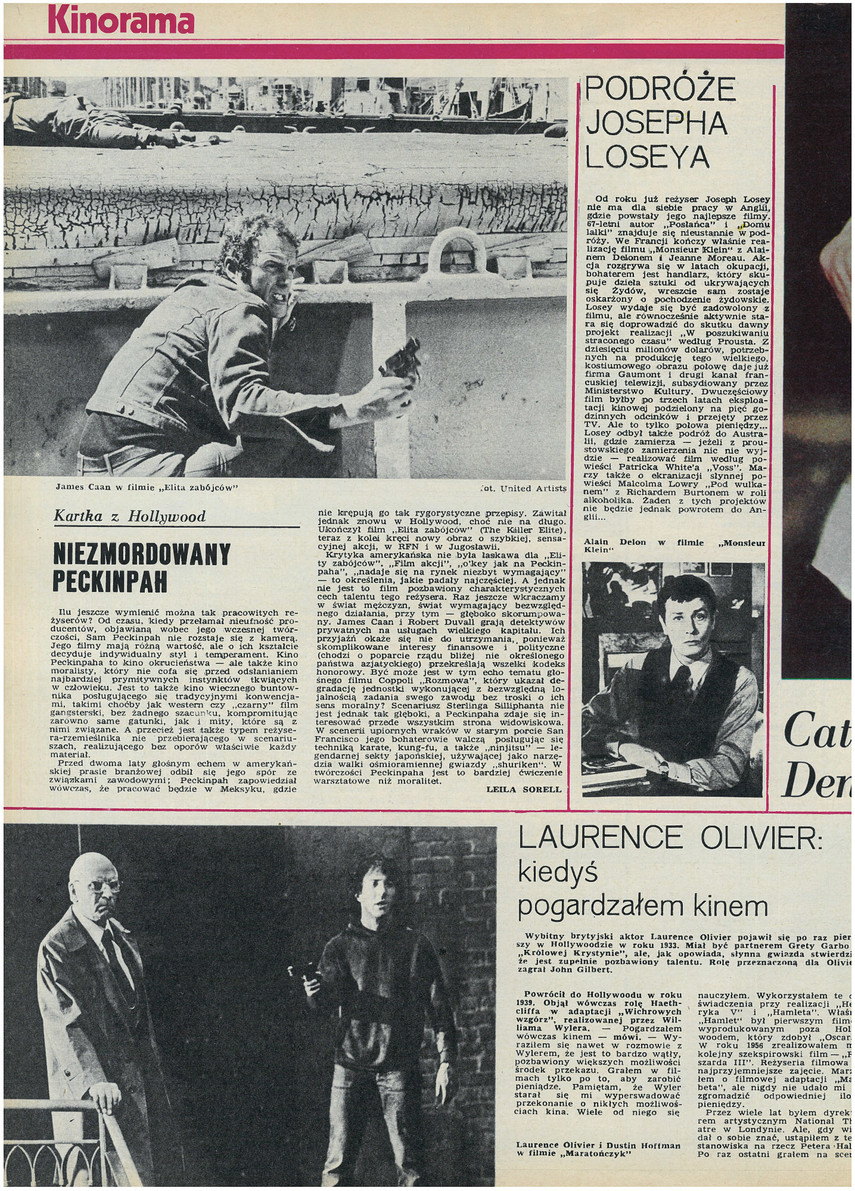 Kinorama
James Caan w filmie „Elita zabójców”
fot. United Artists
Kartka z Hollywood
NIEZMORDOWANY
PECKINPAH
Ilu jeszcze wymienić można tak pracowitych re-
żyserów? Od czasu, kiedy przełamał nieufność pro-
ducentów, objawianą wobec jego wczesnej twór-
czości, Sam Peckinpah nie rozstaje się z kamerą.
Jego filmy mają różną wartość, ale o ich kształcie
decyduje indywidualny styl i temperament. Kino
Peckinpaha to kino okrucieństwa — ale także kino
moralisty, który nie cofa się przed odsłanianiem
najbardziej prymitywnych instynktów tkwiących
w człowieku. Jest to także kino wiecznego buntow-
nika posługującego się tradycyjnymi konwencja-
mi, takimi choćby jak western czy „czarny” film
gangsterski, bez żadnego szacunku, kompromitując
zarówno same gatunki, jak i mity, które są z
nimi związane. A przecież jest także typem reżyse-
ra-rzemieślnika nie przebierającego w scenariu-
szach, realizującego bez oporów właściwie każdy
materiał.
Przed dwoma laty głośnym echem w amerykań-
skiej prasie branżowej odbił się jego spór ze
związkami zawodowymi; Peckinpah zapowiedział
wówczas, że pracować będzie w Meksyku, gdzie
nie krępują go tak rygorystyczne przepisy. Zawitał
jednak znowu w Hollywood, choć nie na długo.
Ukończył film „Elita zabójców” (The Killer Elite),
teraz z kolei kręci nowy obraz o szybkiej, sensa-
cyjnej akcji, w RFN i w Jugosławii.
Krytyka amerykańska nie była łaskawa dla „Eli-
ty zabójców”. „Film akcji”, „o'key jak na Peckin-
paha”, „nadaje się na rynek niezbyt wymagający”
— to określenia, jakie padały najczęściej. A jednak
nie jest to film pozbawiony charakterystycznych
cech talentu tego reżysera. Raz jeszcze wkraczamy
w świat mężczyzn, świat wymagający bezwzględ-
nego działania, przy tym — głęboko skorumpowa-
ny. James Caan i Robert Duvall grają detektywów
prywatnych na usługach wielkiego kapitału. Ich
przyjaźń okaże się nie do utrzymania, ponieważ
skomplikowane interesy finansowe i polityczne
(chodzi o poparcie rządu bliżej nie określonego
państwa azjatyckiego) przekreślają wszelki kodeks
honorowy. Być może jest w tym echo tematu gło-
śnego filmu Coppoli „Rozmowa”, który ukazał de-
gradację jednostki wykonującej z bezwzględną lo-
jalnością zadania swego zawodu bez troski o ich
sens moralny? Scenariusz Sterlinga Silliphanta nie
jest jednak tak głęboki, a Peckinpaha zdaje się in-
teresować przede wszystkim strona widowiskowa.
W scenerii upiornych wraków w starym porcie San
Francisco jego bohaterowie walczą posługując się
techniką karate, kung-fu, a także „ninjitsu” — le-
gendarnej sekty japońskiej, używającej jako narzę-
dzia walki ośmioramiennej gwiazdy „shuriken”. W
twórczości Peckinpaha jest to bardziej ćwiczenie
warsztatowe niż moralitet.
LEILA SORELL
PODRÓŻE
JOSEPHA
LOSEYA
Od roku już reżyser Joseph Losey
nie ma dla siebie pracy w Anglii,
gdzie powstały jego najlepsze filmy.
67-letni autor „Posłańca” i „Domu
lalki” znajduje się nieustannie w pod-
róży. We Francji kończy właśnie rea-
lizację filmu „Monsieur Klein” z Alai-
nem Delonem i Jeanne Moreau. Ak-
cja rozgrywa się w latach okupacji,
bohaterem jest handlarz, który sku-
puje dzieła sztuki od ukrywających
się Żydów, wreszcie sam zostaje
oskarżony o pochodzenie żydowskie.
Losey wydaje się być zadowolony z
filmu, ale równocześnie aktywnie sta-
ra się doprowadzić do skutku dawny
projekt realizacji „W poszukiwaniu
straconego czasu” według Prousta. Z
dziesięciu milionów dolarów, potrzeb-
nych na produkcję tego wielkiego,
kostiumowego obrazu połowę daje już
firma Gaumont i drugi kanał fran-
cuskiej telewizji, subsydiowany przez
Ministerstwo Kultury. Dwuczęściowy
film byłby po trzech latach eksploa-
tacji kinowej podzielony na pięć go-
dzinnych odcinków i przejęty przez
TV. Ale to tylko połowa pieniędzy...
Losey odbył także podróż do Austra-
lii, gdzie zamierza — jeżeli z prou-
stowskiego zamierzenia nic nie wyj-
dzie — realizować film według po-
wieści Patricka White'a „Voss”. Ma-
rzy także o ekranizacji słynnej po-
wieści Malcolma Lowry „Pod wulka-
nem” z Richardem Burtonem w roli
alkoholika. Żaden z tych projektów
nie będzie jednak powrotem do An-
glii...
Alain Delon w filmie „Monsieur
Klein”
Cat
Den
LAURENCE OLIVIER:
kiedyś
pogardzałem kinem
Wybitny brytyjski aktor Laurence Olivier pojawił się po raz pier
szy w Hollywoodzie w roku 1933. Miał być partnerem Grety Garbo
„Królowej Krystynie”, ale, jak opowiada, słynna gwiazda stwierdzi
że jest zupełnie pozbawiony talentu. Rolę przeznaczoną dla Olivie
zagrał John Gilbert.
Powrócił do Hollywoodu w roku
1939. Objął wówczas rolę Haeth-
cliffa w adaptacji „Wichrowych
wzgórz”, realizowanej przez Wil-
liama Wylera. — Pogardzałem
wówczas kinem — mówi. — Wy-
raziłem się nawet w rozmowie z
Wylerem, że jest to bardzo wątły,
pozbawiony większych możliwości
środek przekazu. Grałem w fil-
mach tylko po to, aby zarobić
pieniądze. Pamiętam, że Wyler
starał się mi wyperswadować
przekonanie o nikłych możliwoś-
ciach kina. Wiele od niego się
Laurence Olivier i Dustin Hoffman
w filmie „Maratończyk”
nauczyłem. Wykorzystałem te d
świadczenia przy realizacji „He
ryka V” i „Hamleta”. Właś
„Hamlet” był pierwszym film
wyprodukowanym poza Hol
woodem, który zdobył „Oscar
W roku 1956 zrealizowałem m
kolejny szekspirowski film — „R
szarda III”. Reżyseria filmowa
najprzyjemniejsze zajęcie. Marz
łem o filmowej adaptacji „Ma
beta”, ale nigdy nie udało mi
zgromadzić odpowiedniej ilo
pieniędzy.
Przez wiele lat byłem dyrek
rem artystycznym National Th
atre w Londynie. Ale, gdy wi
dał o sobie znać, ustąpiłem z te
stanowiska na rzecz Petera Hal
Po raz ostatni grałem na scen